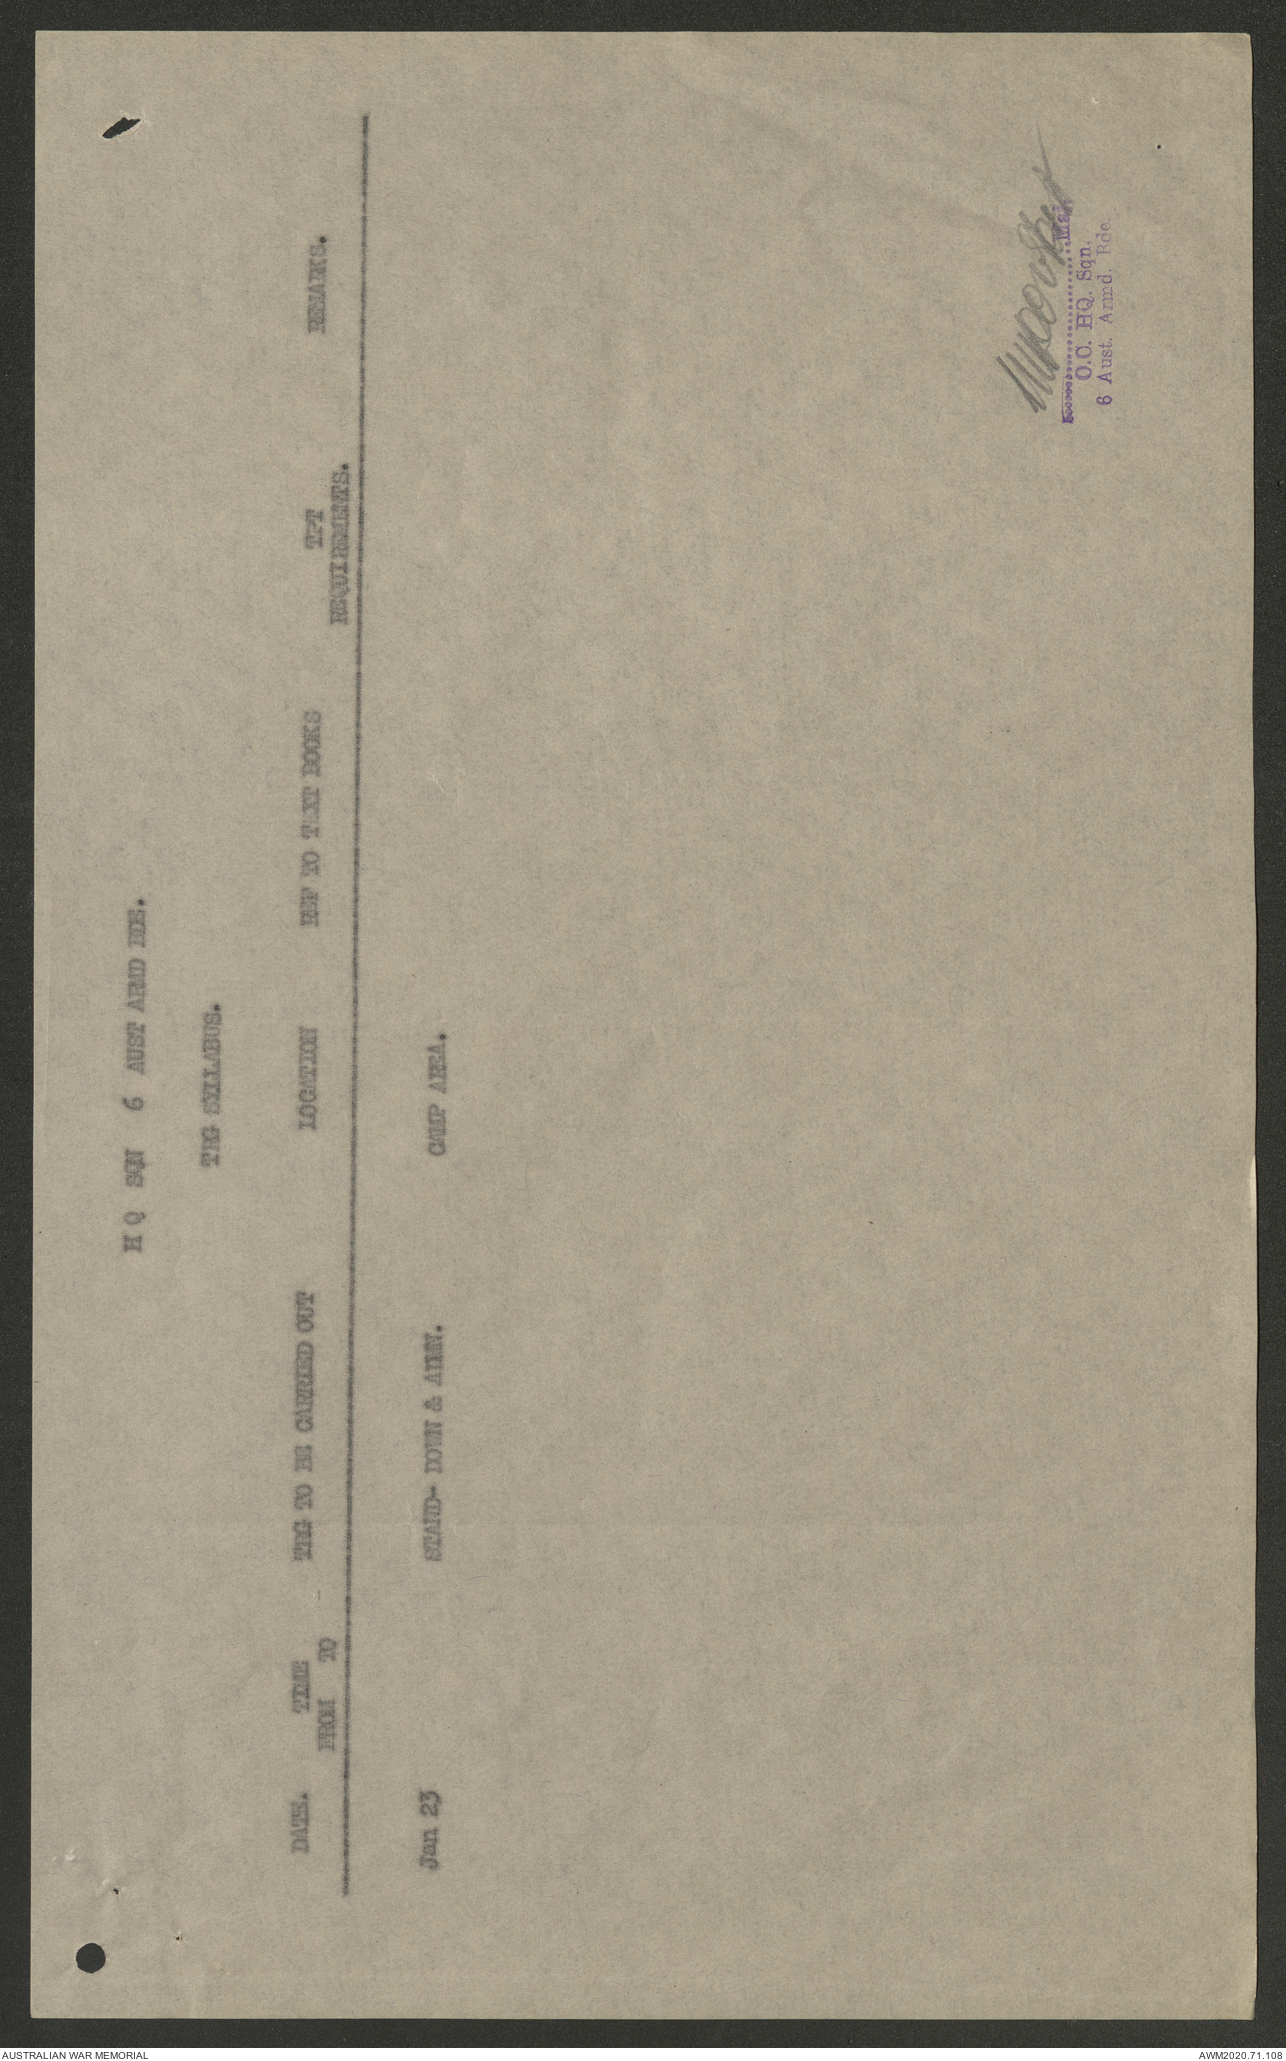 H Q SQN 6 AUST ARMD BDE.
TRG SYLLABUS.
DATE. TIME TRG TO BE CARRIED OUT LOCATION REF TO TEXT BOOKS TPT REMARKS.
FROM TO REQUIREMENTS.
Jan 23 STAND- DOWN & ADMN. CAMP AREA.
Maj.
O.C. HQ. Sqn.
6 Aust. Armd. Bde.
AUSTRALIAN WAR MEMORIAL
AWM2020.71.108